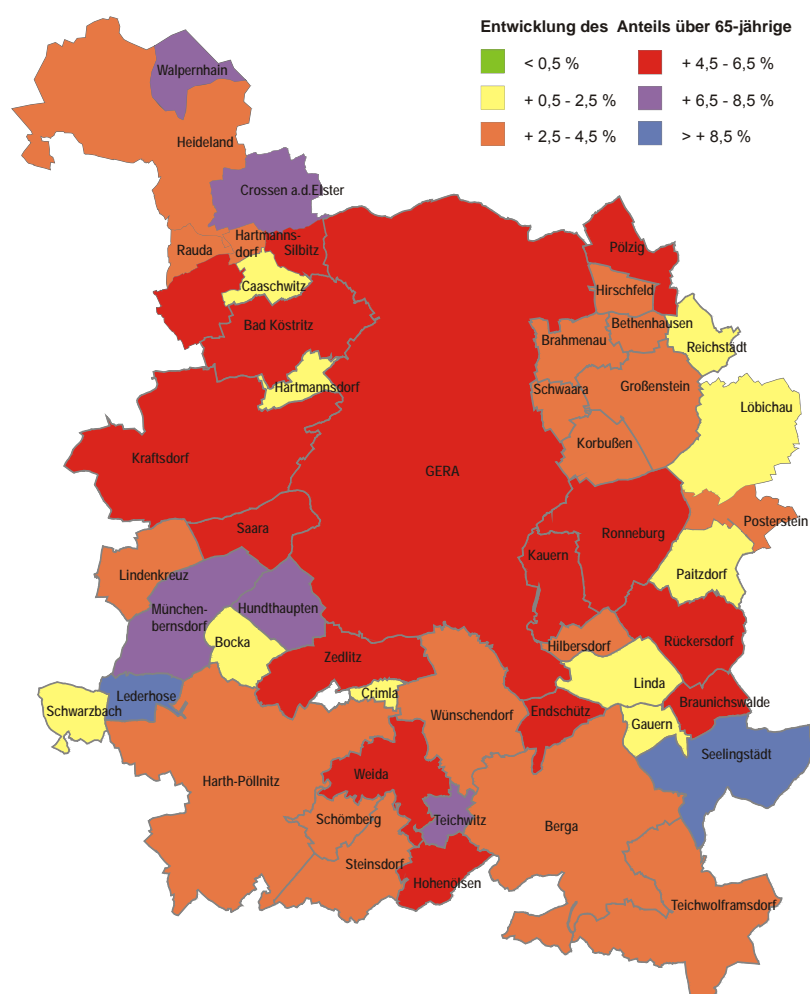 Entwicklung des Anteils über 65-jährige
< 0,5 %
+ 4,5 - 6,5 %
+ 0,5 - 2,5 %
+ 6,5 - 8,5 %
+ 2,5 - 4,5 %
> + 8,5 %
Walpernhain
Heideland
Crossen a.d.Elster
Hartmanns-
dorf
Rauda
Silbitz
Pölzig
Caaschwitz
Hirschfeld
Bad Köstritz
Bethenhausen
Brahmenau
Reichstädt
Hartmannsdorf
Schwaara
Großenstein
Löbichau
Korbußen
Kraftsdorf
GERA
Posterstein
Saara
Ronneburg
Kauern
Lindenkreuz
Paitzdorf
München-
bernsdorf
Hundthaupten
Bocka
Hilbersdorf
Rückersdorf
Zedlitz
Linda
Lederhose
Crimla
Schwarzbach
Wünschendorf
Endschütz
Braunichswalde
Gauern
Seelingstädt
Harth-Pöllnitz
Weida
Schömberg
Teichwitz
Berga
Steinsdorf
Hohenölsen
Teichwolframsdorf